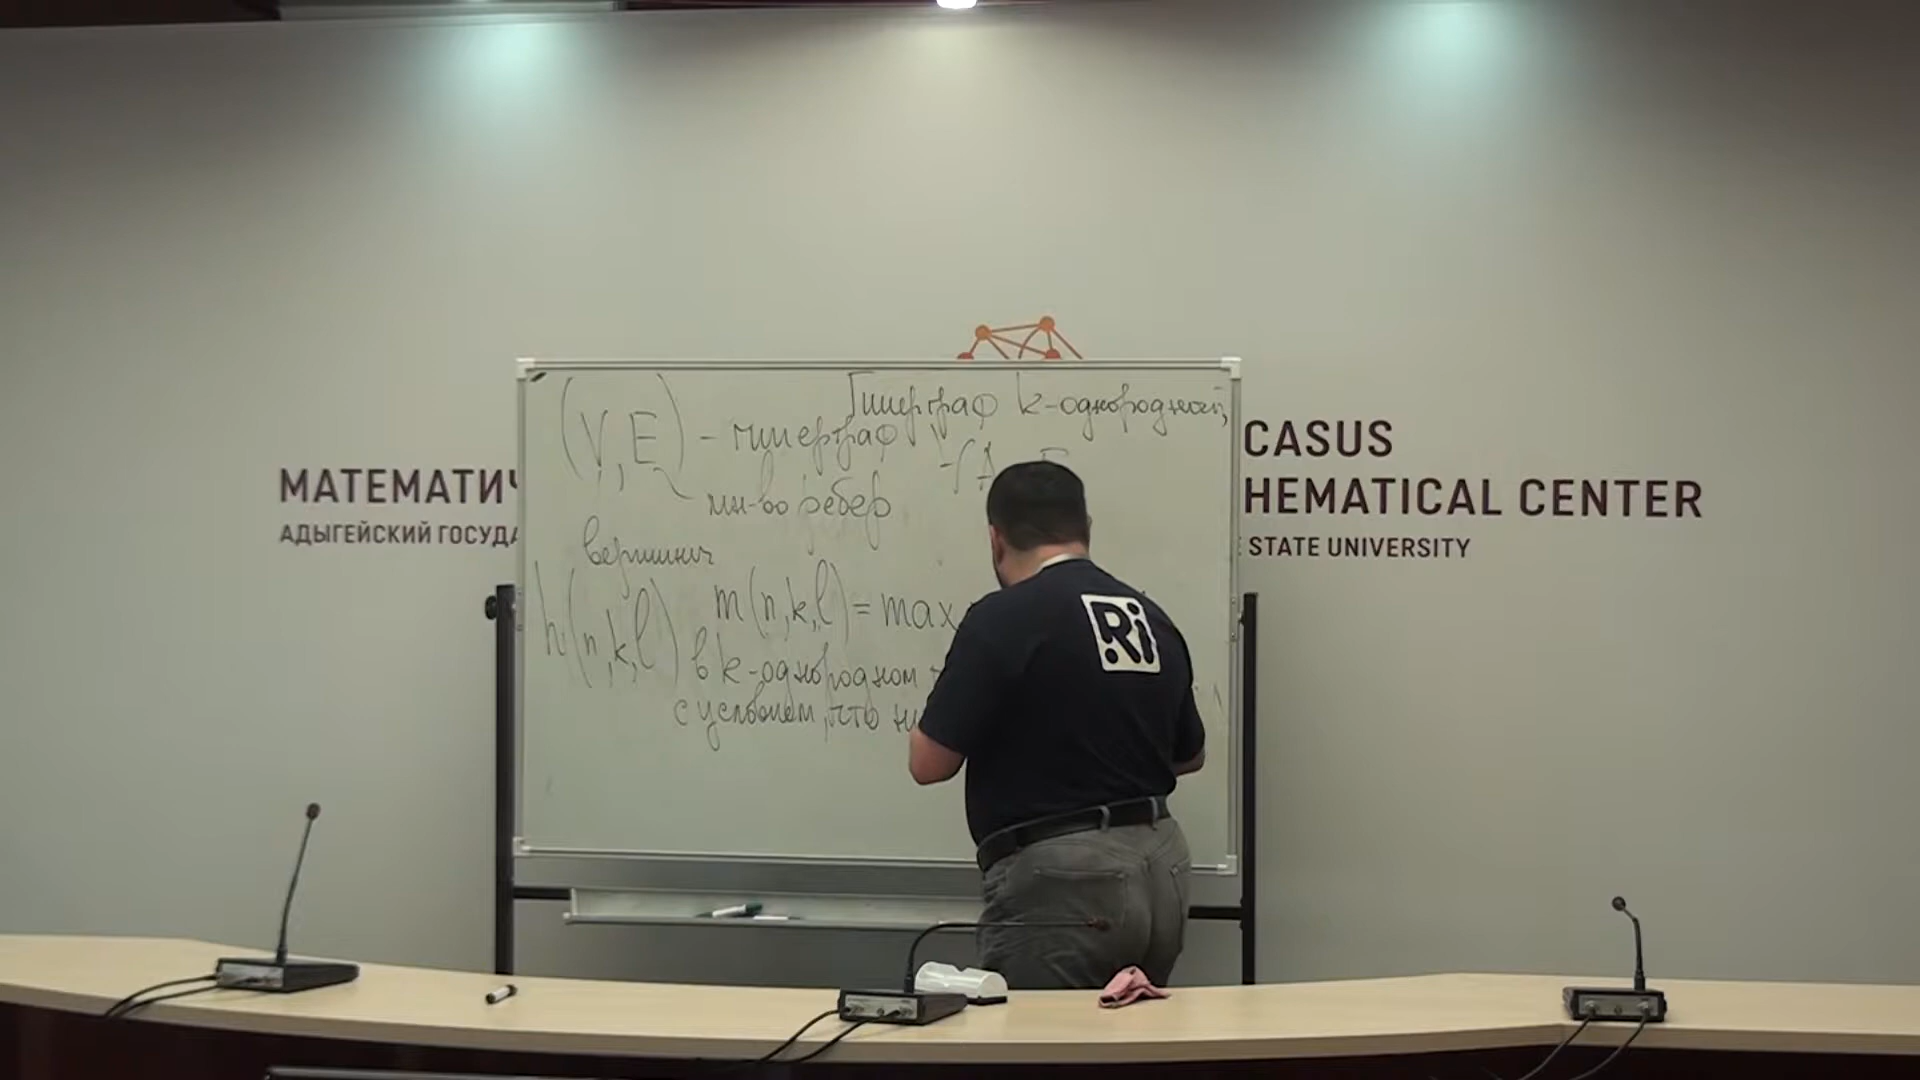 Гиперграф k-однородный,
(V, E) - гиперграф
∀A
мн-во ребер
вершины
h(n,k,l) m(n,k,l) = max
в k-однородном
с условием, что
МАТЕМАТИЧ
АДЫГЕЙСКИЙ ГОСУДА
CASUS
HEMATICAL CENTER
STATE UNIVERSITY
Ri